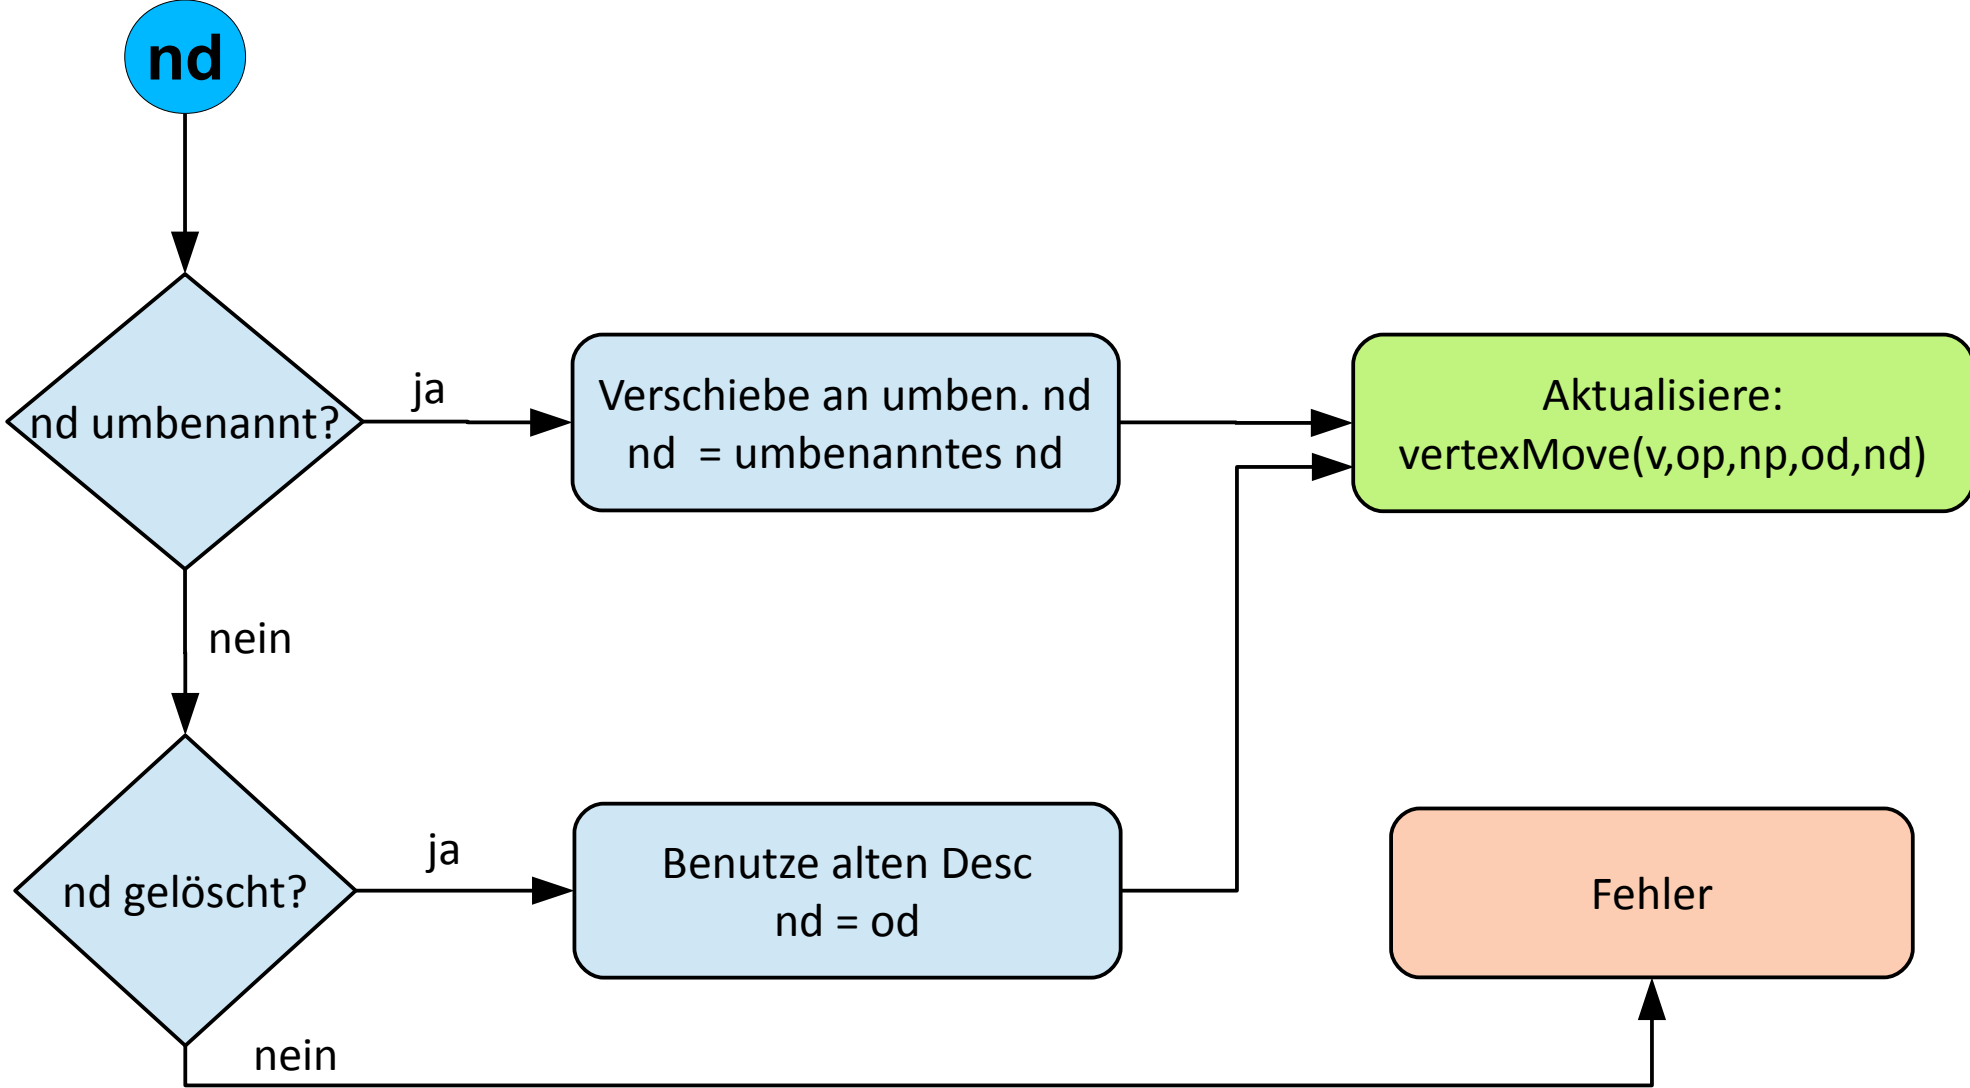 nd
nd umbenannt?
ja
Verschiebe an umben. nd
nd = umbenanntes nd
Aktualisiere:
vertexMove(v,op,np,od,nd)
nein
nd gelöscht?
ja
Benutze alten Desc
nd = od
Fehler
nein